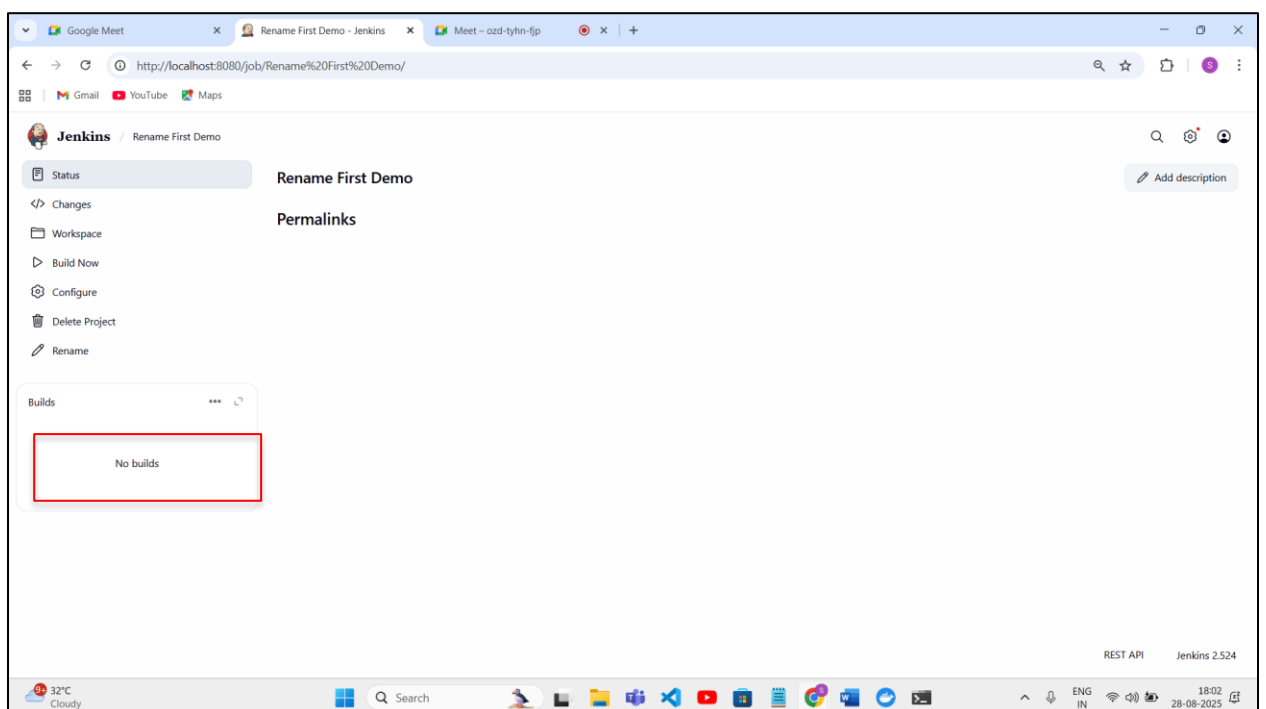 Google Meet
Rename First Demo - Jenkins
Meet – ozd-tyhn-fjp
http://localhost:8080/job/Rename%20First%20Demo/
S
Gmail
YouTube
Maps
Jenkins / Rename First Demo
Status
Rename First Demo
Add description
</> Changes
Permalinks
Workspace
Build Now
Configure
Delete Project
Rename
Builds
No builds
REST API
Jenkins 2.524
9+
32°C
Cloudy
Search
ENG
IN
18:02
28-08-2025